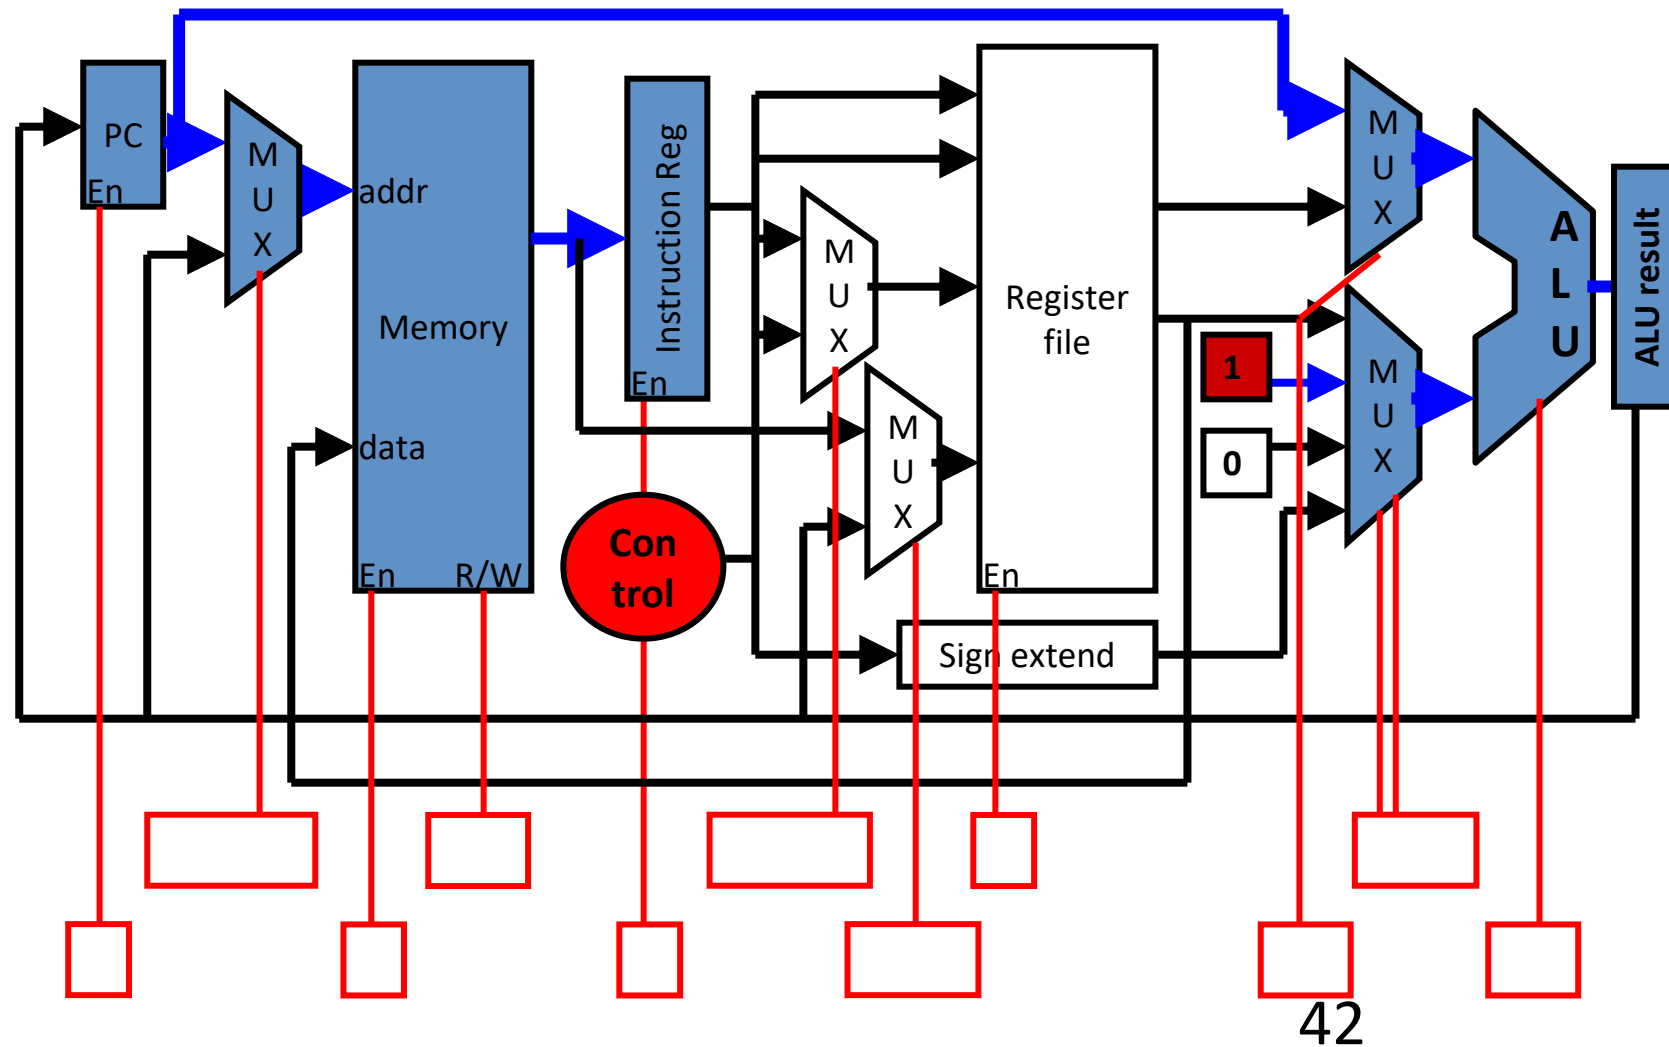 PC
En
M
U
X
addr
Memory
data
En
R/W
Instruction Reg
En
Con
trol
M
U
X
M
U
X
Register
file
En
Sign extend
1
0
M
U
X
M
U
X
A
L
U
ALU result
42